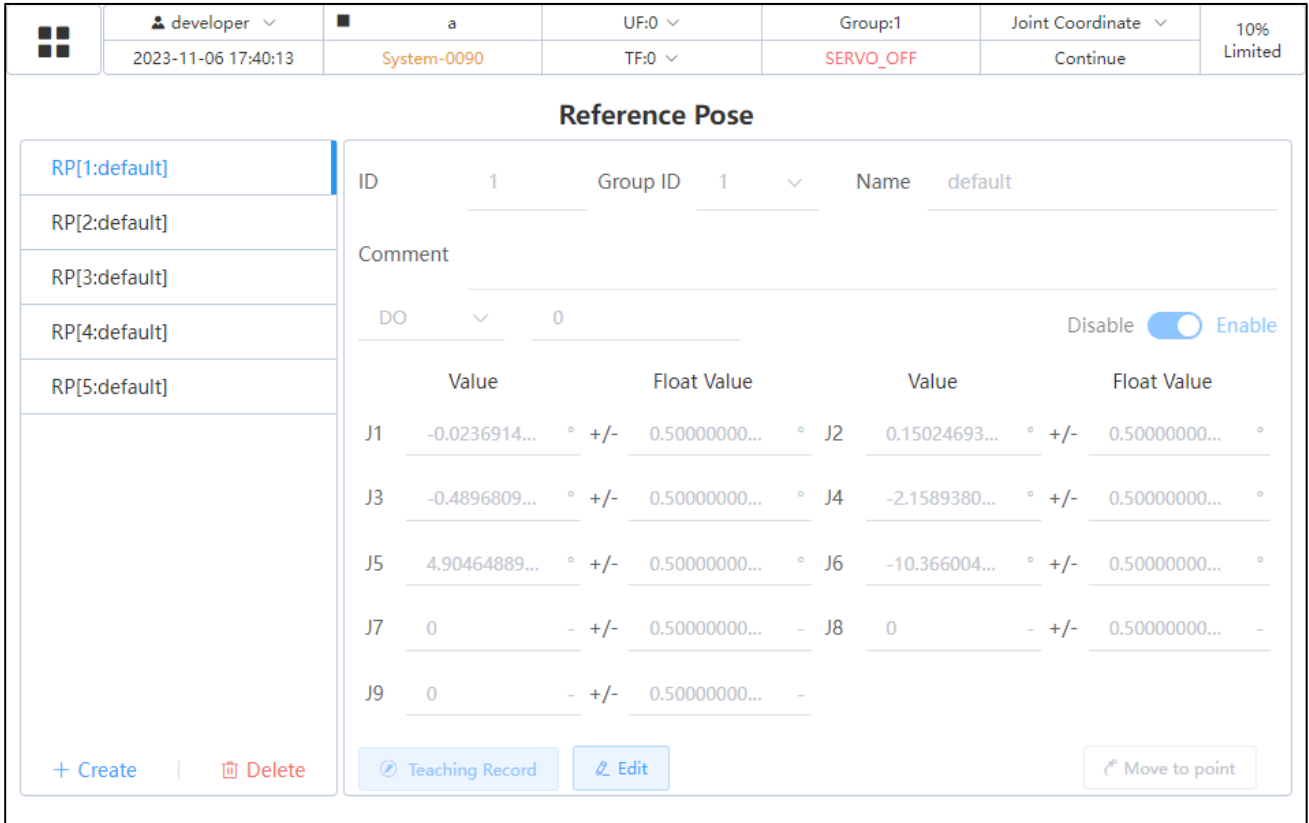 developer a UF:0 Group:1 Joint Coordinate 10% Limited
2023-11-06 17:40:13 System-0090 TF:0 SERVO_OFF Continue
Reference Pose
RP[1:default]
RP[2:default]
RP[3:default]
RP[4:default]
RP[5:default]
+ Create Delete
ID 1 Group ID 1 Name default
Comment
DO 0 Disable Enable
Value Float Value Value Float Value
J1 -0.0236914... ° +/- 0.50000000... ° J2 0.15024693... ° +/- 0.50000000... °
J3 -0.4896809... ° +/- 0.50000000... ° J4 -2.1589380... ° +/- 0.50000000... °
J5 4.90464889... ° +/- 0.50000000... ° J6 -10.366004... ° +/- 0.50000000... °
J7 0 - +/- 0.50000000... - J8 0 - +/- 0.50000000... -
J9 0 - +/- 0.50000000... -
Teaching Record Edit Move to point